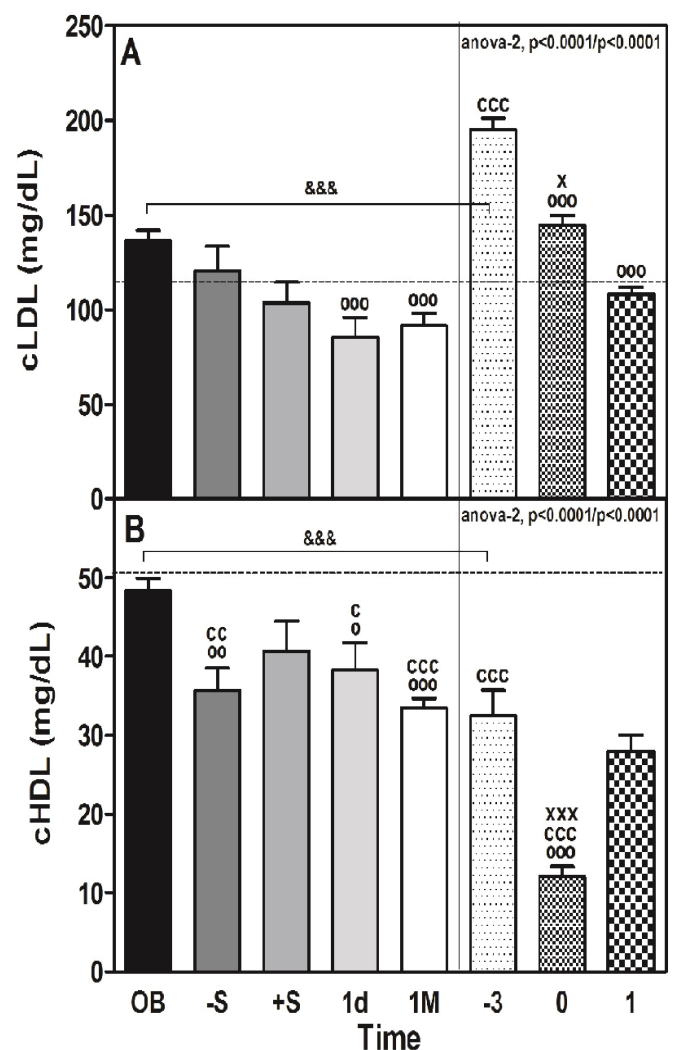 A
anova-2, p<0.0001/p<0.0001
250
200
150
100
50
0
cLDL (mg/dL)
&&&
ooo
ooo
ccc
x
ooo
ooo
B
anova-2, p<0.0001/p<0.0001
50
40
30
20
10
0
cHDL (mg/dL)
&&&
cc
oo
c
o
ccc
ooo
ccc
xxx
ccc
ooo
OB -S +S 1d 1M -3 0 1
Time